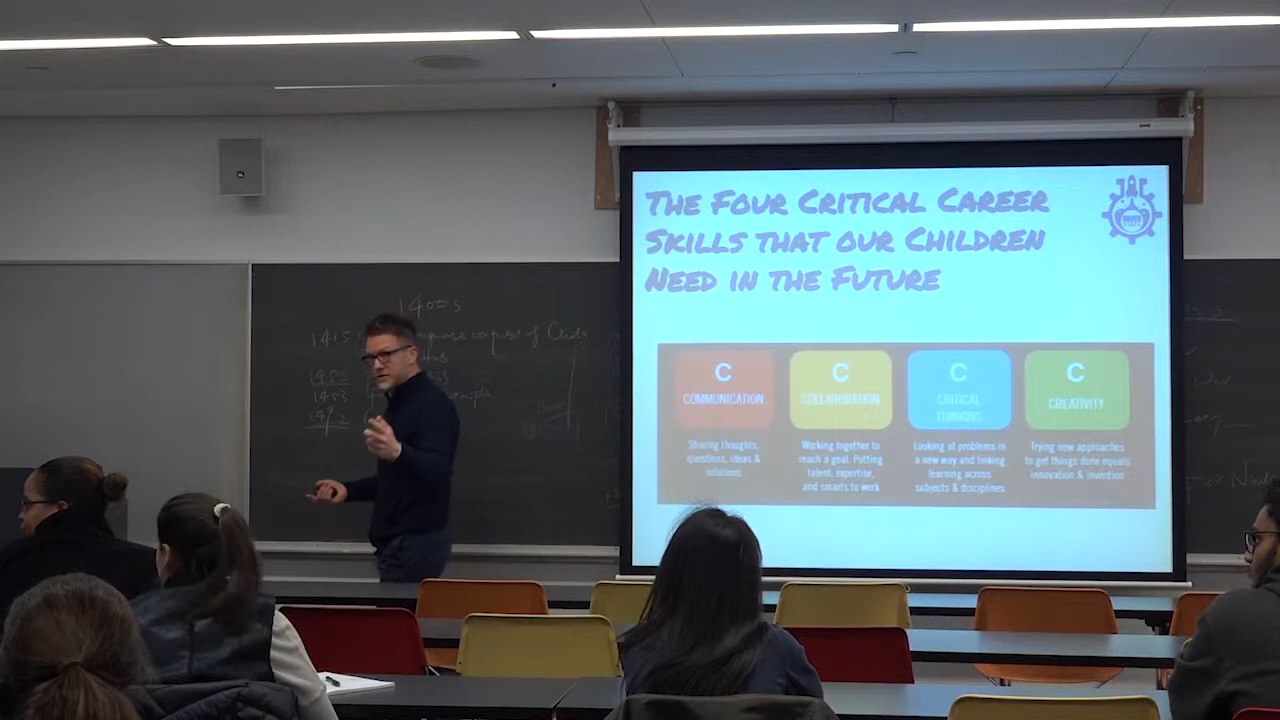 The Four Critical Career
Skills that our Children
Need in the Future
C
COMMUNICATION
Sharing thoughts,
questions, ideas &
solutions
C
COLLABORATION
Working together to
reach a goal. Putting
talent, expertise,
and smarts to work
C
CRITICAL
THINKING
Looking at problems in
a new way and linking
learning across
subjects & disciplines
C
CREATIVITY
Trying new approaches
to get things done equals
innovation & invention
1400s
1415
conquest of
1453